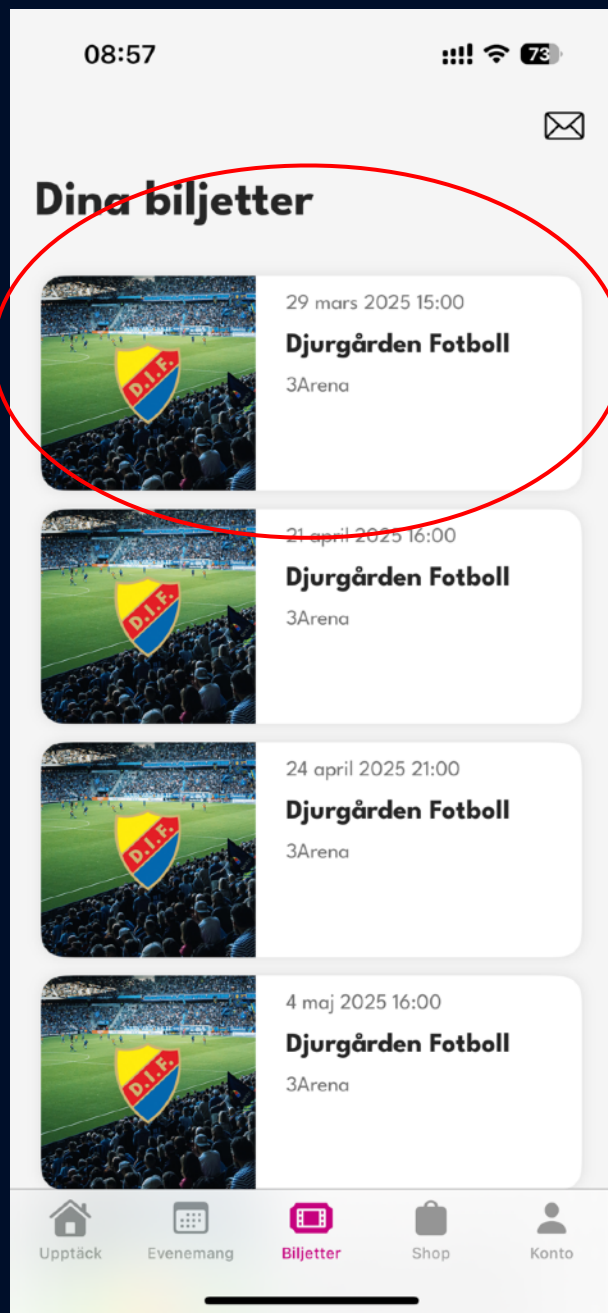 08:57
73
Dina biljetter
29 mars 2025 15:00
Djurgården Fotboll
3Arena
D.I.F.
21 april 2025 16:00
Djurgården Fotboll
3Arena
D.I.F.
24 april 2025 21:00
Djurgården Fotboll
3Arena
D.I.F.
4 maj 2025 16:00
Djurgården Fotboll
3Arena
D.I.F.
Upptäck
Evenemang
Biljetter
Shop
Konto